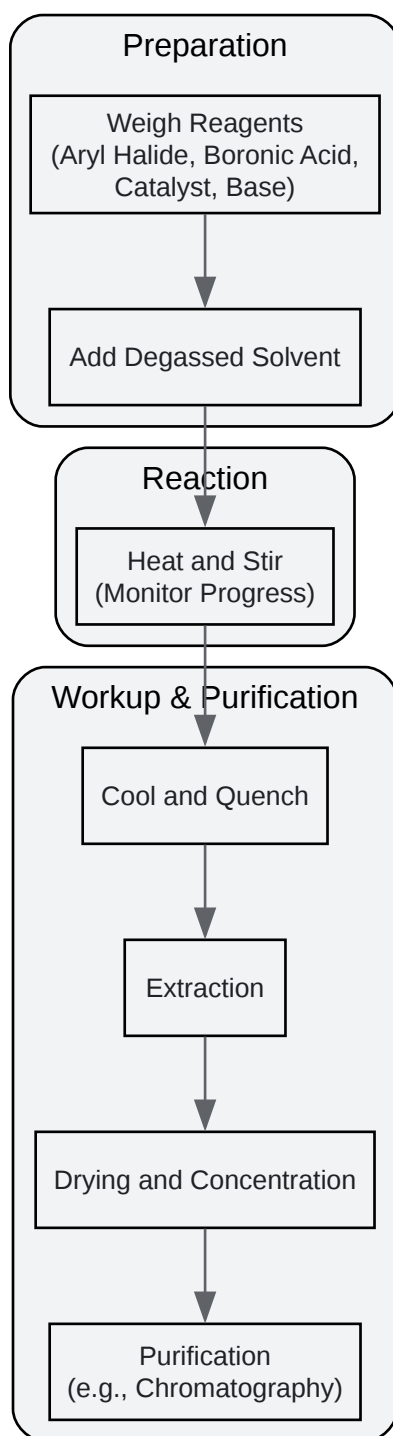 Preparation
Weigh Reagents
(Aryl Halide, Boronic Acid,
Catalyst, Base)
Add Degassed Solvent
Reaction
Heat and Stir
(Monitor Progress)
Workup & Purification
Cool and Quench
Extraction
Drying and Concentration
Purification
(e.g., Chromatography)